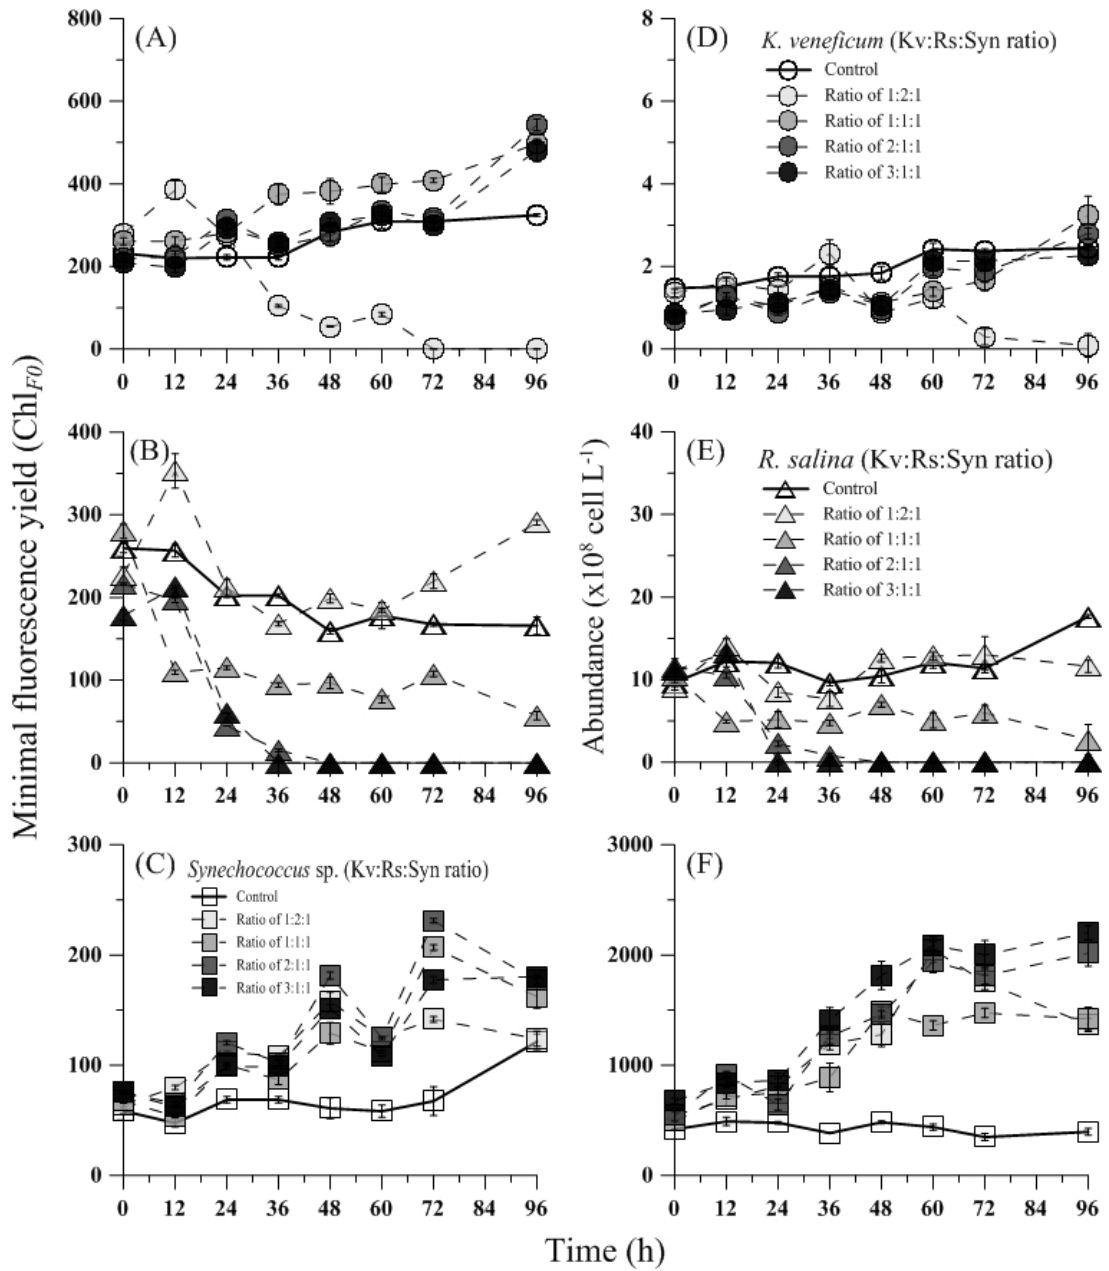 Minimal fluorescence yield (ChlF0)
(A)
800
600
400
200
0
0 12 24 36 48 60 72 84 96
(D)
K. veneficum (Kv:Rs:Syn ratio)
Control
Ratio of 1:2:1
Ratio of 1:1:1
Ratio of 2:1:1
Ratio of 3:1:1
8
6
4
2
0
0 12 24 36 48 60 72 84 96
(B)
400
300
200
100
0
0 12 24 36 48 60 72 84 96
Abundance (x10⁸ cell L⁻¹)
(E)
R. salina (Kv:Rs:Syn ratio)
Control
Ratio of 1:2:1
Ratio of 1:1:1
Ratio of 2:1:1
Ratio of 3:1:1
40
30
20
10
0
0 12 24 36 48 60 72 84 96
(C)
Synechococcus sp. (Kv:Rs:Syn ratio)
Control
Ratio of 1:2:1
Ratio of 1:1:1
Ratio of 2:1:1
Ratio of 3:1:1
300
200
100
0
0 12 24 36 48 60 72 84 96
(F)
3000
2000
1000
0
0 12 24 36 48 60 72 84 96
Time (h)